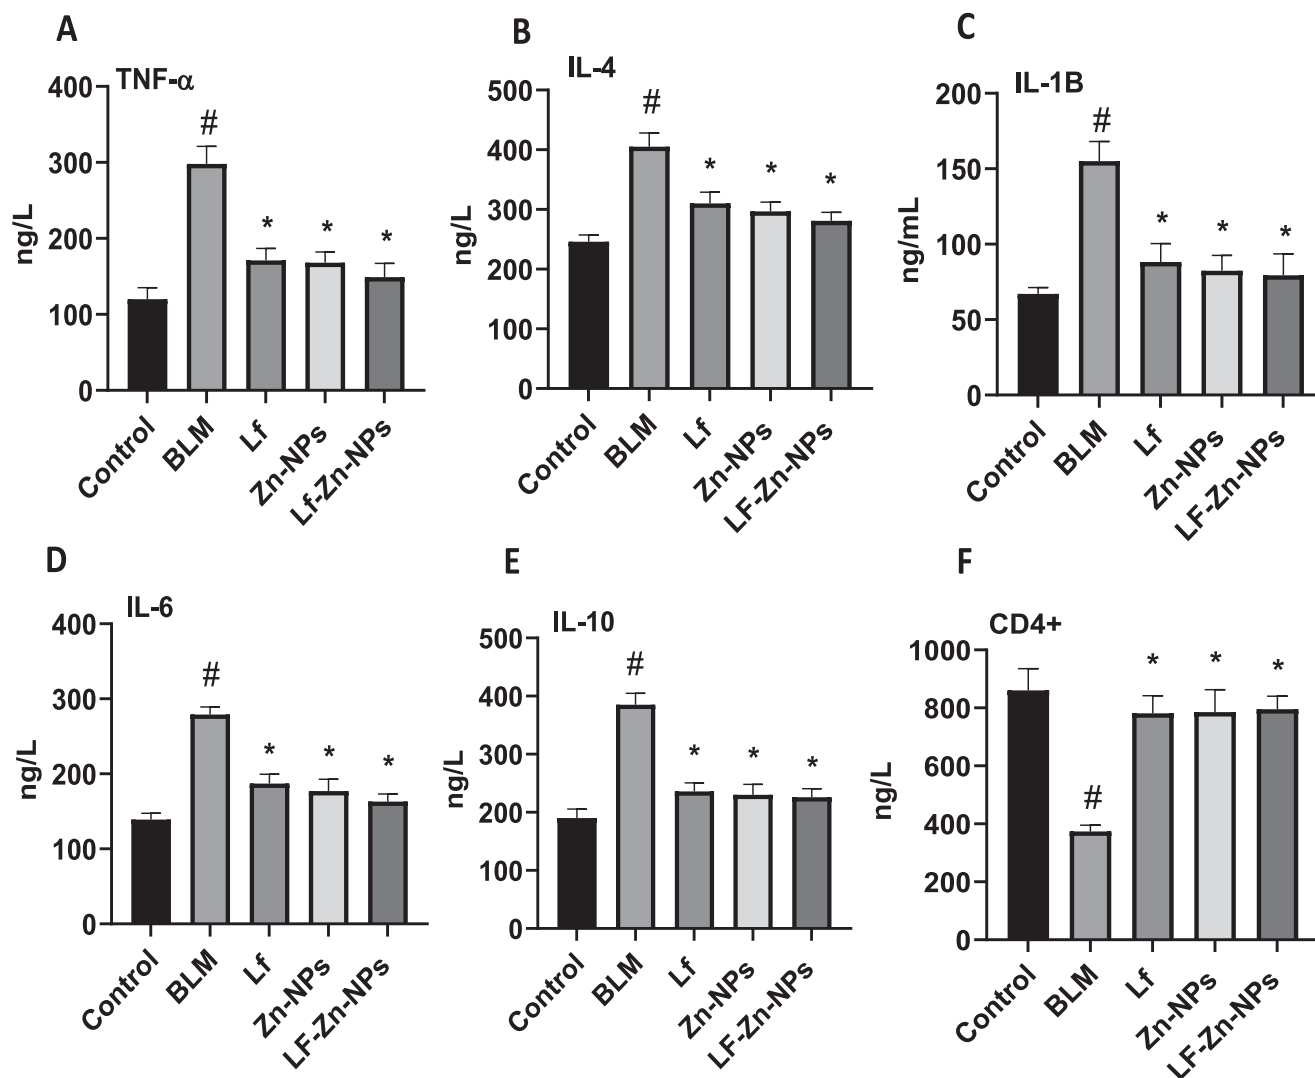 A
TNF-α
#
* * *
ng/L
400
300
200
100
0
Control
BLM
Lf
Zn-NPs
Lf-Zn-NPs
B
IL-4
#
* * *
ng/L
500
400
300
200
100
0
Control
BLM
Lf
Zn-NPs
LF-Zn-NPs
C
IL-1B
#
* * *
ng/mL
200
150
100
50
0
Control
BLM
Lf
Zn-NPs
LF-Zn-NPs
D
IL-6
#
* * *
ng/L
400
300
200
100
0
Control
BLM
Lf
Zn-NPs
LF-Zn-NPs
E
IL-10
#
* * *
ng/L
500
400
300
200
100
0
Control
BLM
Lf
Zn-NPs
LF-Zn-NPs
F
CD4+
#
* * *
ng/L
1000
800
600
400
200
0
Control
BLM
Lf
Zn-NPs
LF-Zn-NPs